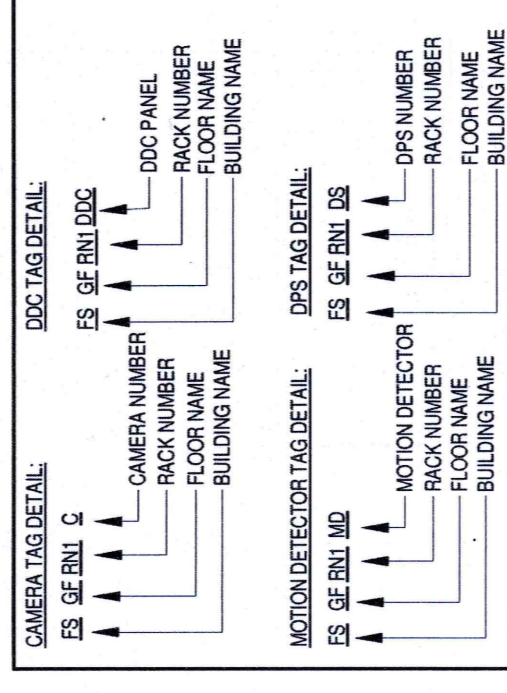 CAMERA TAG DETAIL:
FS GF RN1 C
CAMERA NUMBER
RACK NUMBER
FLOOR NAME
BUILDING NAME
DDC TAG DETAIL:
FS GF RN1 DDC
DDC PANEL
RACK NUMBER
FLOOR NAME
BUILDING NAME
MOTION DETECTOR TAG DETAIL:
FS GF RN1 MD
MOTION DETECTOR
RACK NUMBER
FLOOR NAME
BUILDING NAME
DPS TAG DETAIL:
FS GF RN1 DS
DPS NUMBER
RACK NUMBER
FLOOR NAME
BUILDING NAME